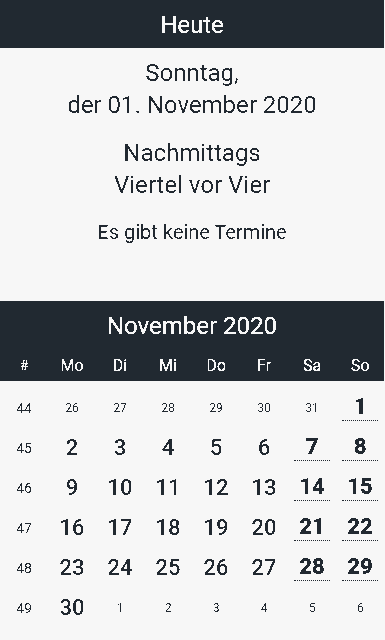 Heute
Sonntag,
der 01. November 2020
Nachmittags
Viertel vor Vier
Es gibt keine Termine
November 2020
# Mo Di Mi Do Fr Sa So
44 26 27 28 29 30 31 1
45 2 3 4 5 6 7 8
46 9 10 11 12 13 14 15
47 16 17 18 19 20 21 22
48 23 24 25 26 27 28 29
49 30 1 2 3 4 5 6